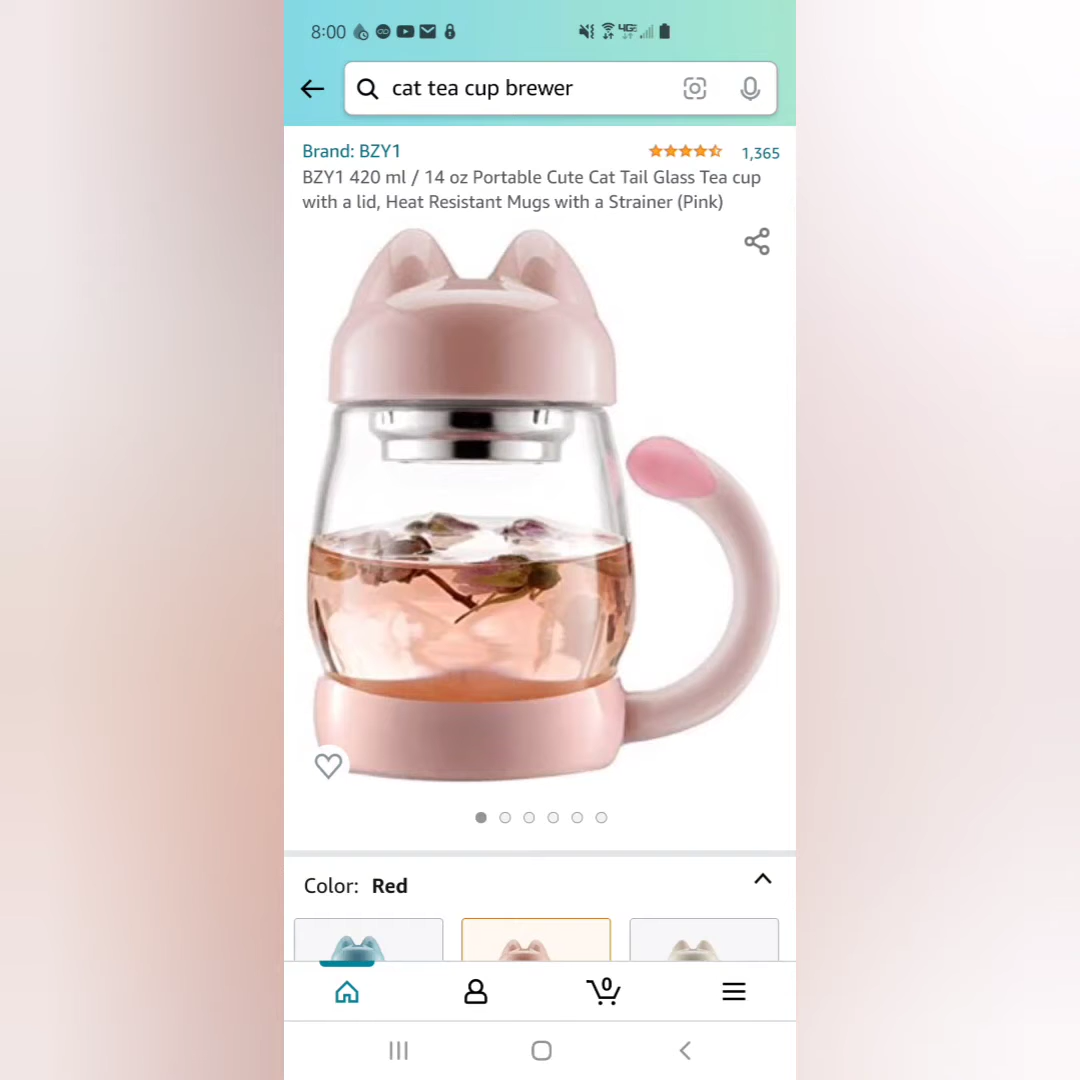 8:00
4GE
cat tea cup brewer
Brand: BZY1
1,365
BZY1 420 ml / 14 oz Portable Cute Cat Tail Glass Tea cup
with a lid, Heat Resistant Mugs with a Strainer (Pink)
Color: Red
0